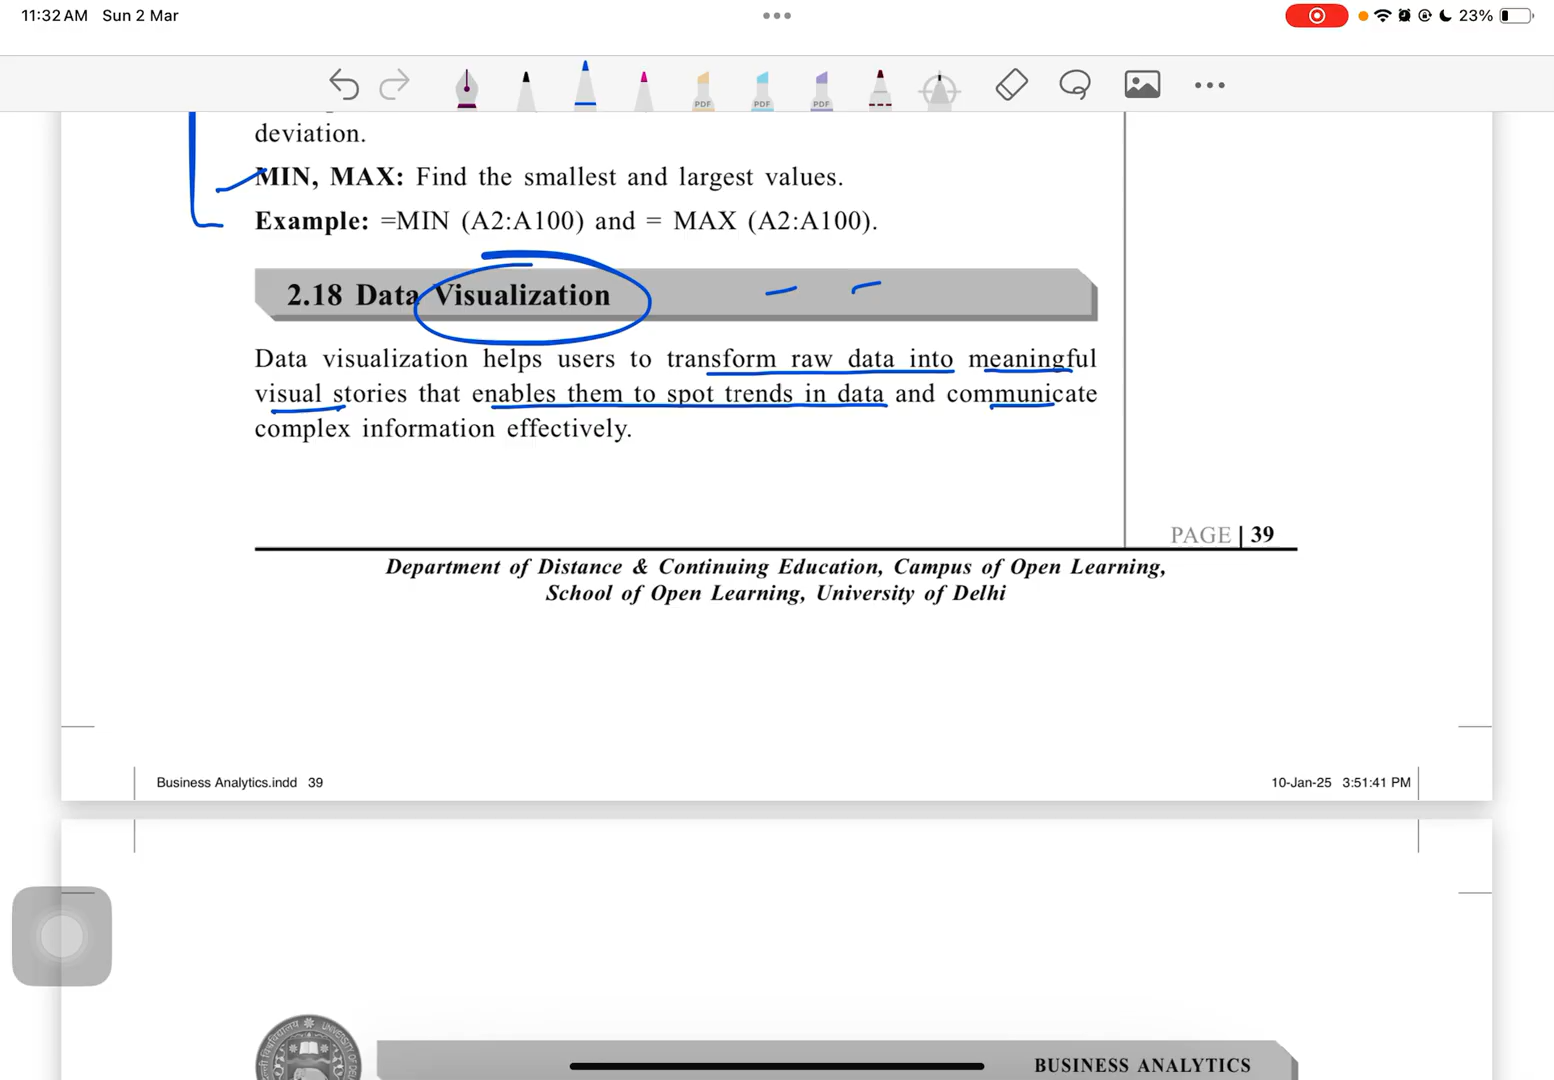 11:32 AM Sun 2 Mar
23%
PDF PDF PDF
deviation.
MIN, MAX: Find the smallest and largest values.
Example: =MIN (A2:A100) and = MAX (A2:A100).
2.18 Data Visualization
Data visualization helps users to transform raw data into meaningful
visual stories that enables them to spot trends in data and communicate
complex information effectively.
PAGE | 39
Department of Distance & Continuing Education, Campus of Open Learning,
School of Open Learning, University of Delhi
Business Analytics.indd 39
10-Jan-25 3:51:41 PM
BUSINESS ANALYTICS